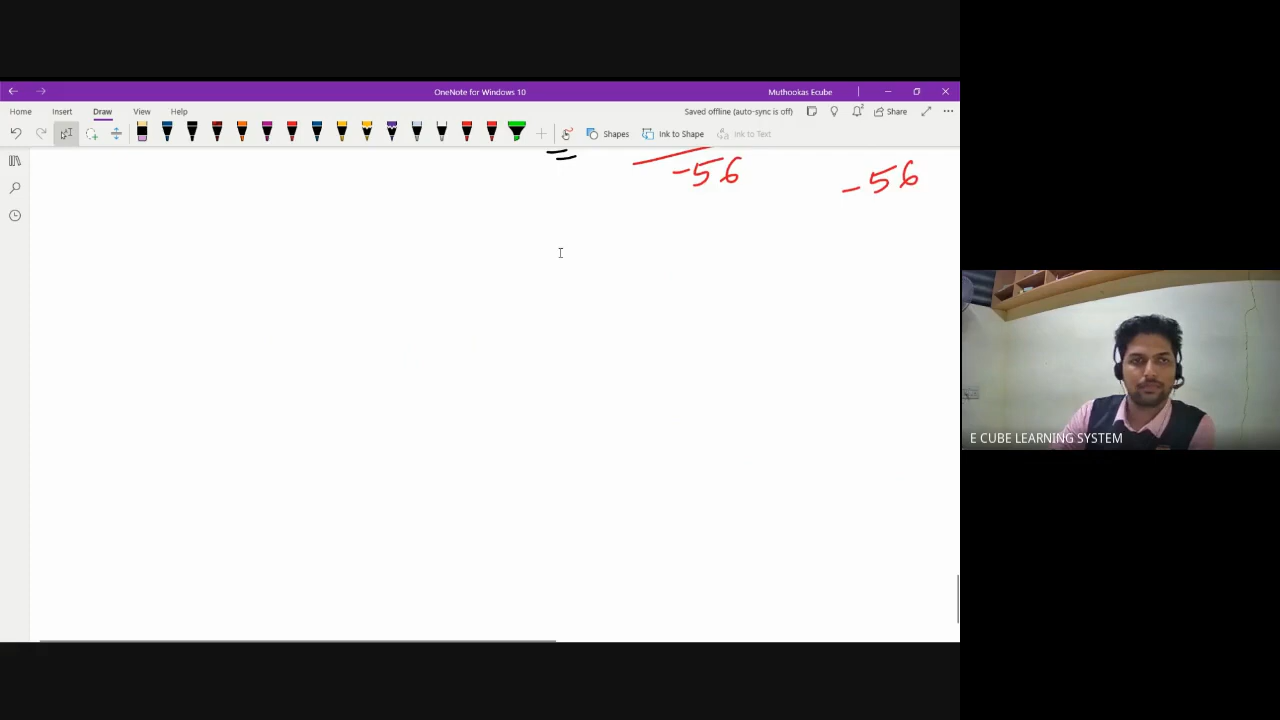 OneNote for Windows 10
Muthookas Ecube
Home Insert Draw View Help
Saved offline (auto-sync is off)
Share
Shapes
Ink to Shape
Ink to Text
=
-56
-56
E CUBE LEARNING SYSTEM